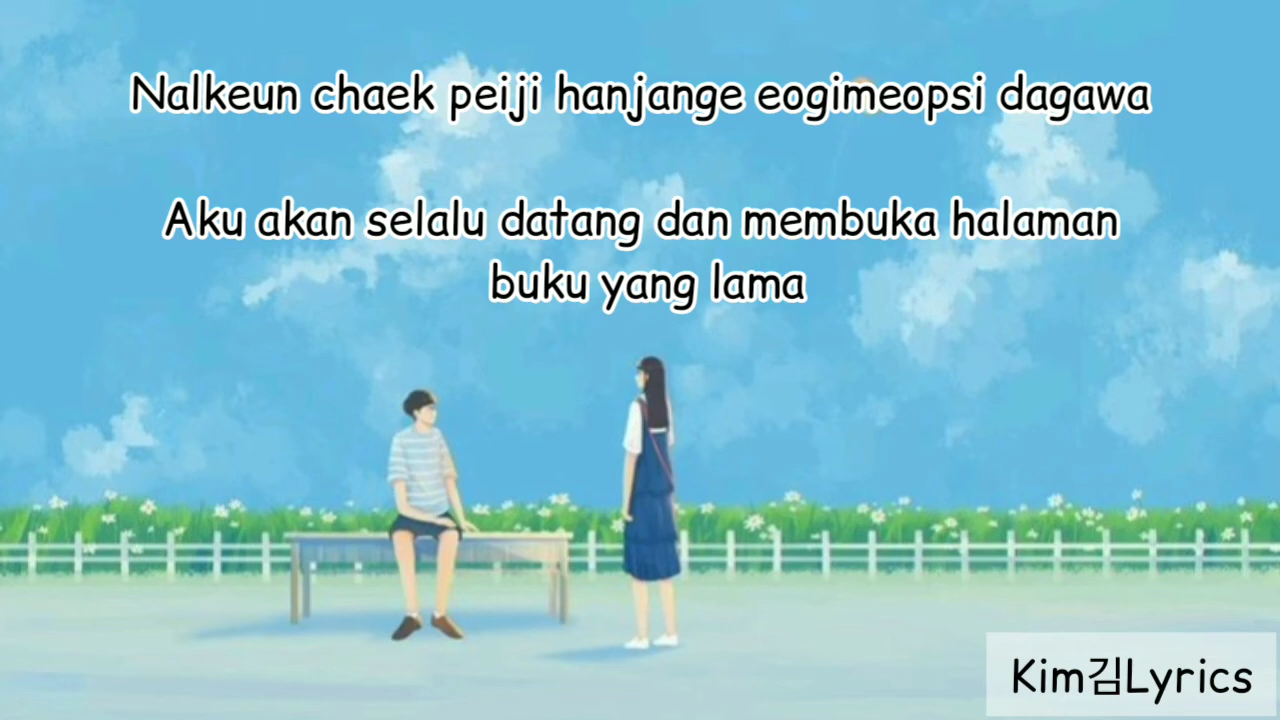 Nalkeun chaek peiji hanjange eogimeopsi dagawa
Aku akan selalu datang dan membuka halaman
buku yang lama
Kim김Lyrics